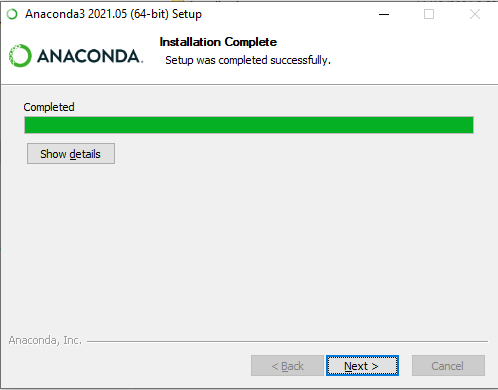 Anaconda3 2021.05 (64-bit) Setup
ANACONDA.
Installation Complete
Setup was completed successfully.
Completed
Show details
Anaconda, Inc.
< Back
Next >
Cancel